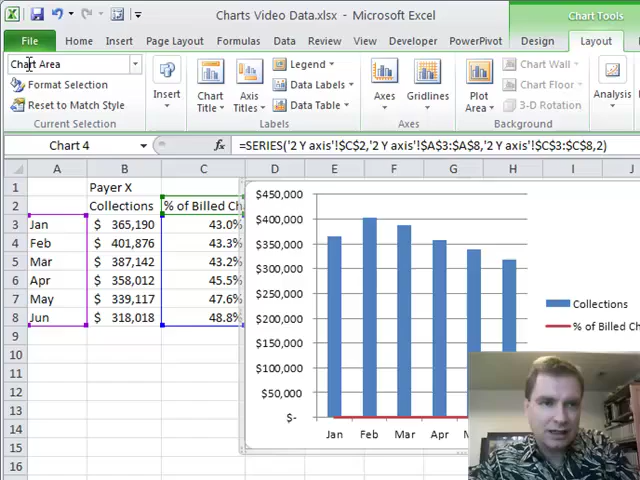 Charts Video Data.xlsx - Microsoft Excel
Chart Tools
File Home Insert Page Layout Formulas Data Review View Developer PowerPivot Design Layout
Chart Area
Format Selection
Reset to Match Style
Current Selection
Insert
Chart Title
Axis Titles
Legend
Data Labels
Data Table
Labels
Axes
Gridlines
Axes
Plot Area
Chart Wall
Chart Floor
3-D Rotation
Background
Analysis
Chart 4 fx =SERIES('2 Y axis'!$C$2,'2 Y axis'!$A$3:$A$8,'2 Y axis'!$C$3:$C$8,2)
A B C D E F G H I J
1 Payer X
2 Collections % of Billed Ch
3 Jan $ 365,190 43.0%
4 Feb $ 401,876 43.3%
5 Mar $ 387,142 43.2%
6 Apr $ 358,012 45.5%
7 May $ 339,117 47.6%
8 Jun $ 318,018 48.8%
9
10
11
12
13
14
15
16
$450,000
$400,000
$350,000
$300,000
$250,000
$200,000
$150,000
$100,000
$50,000
$-
Jan Feb Mar Apr
Collections
% of Billed Ch